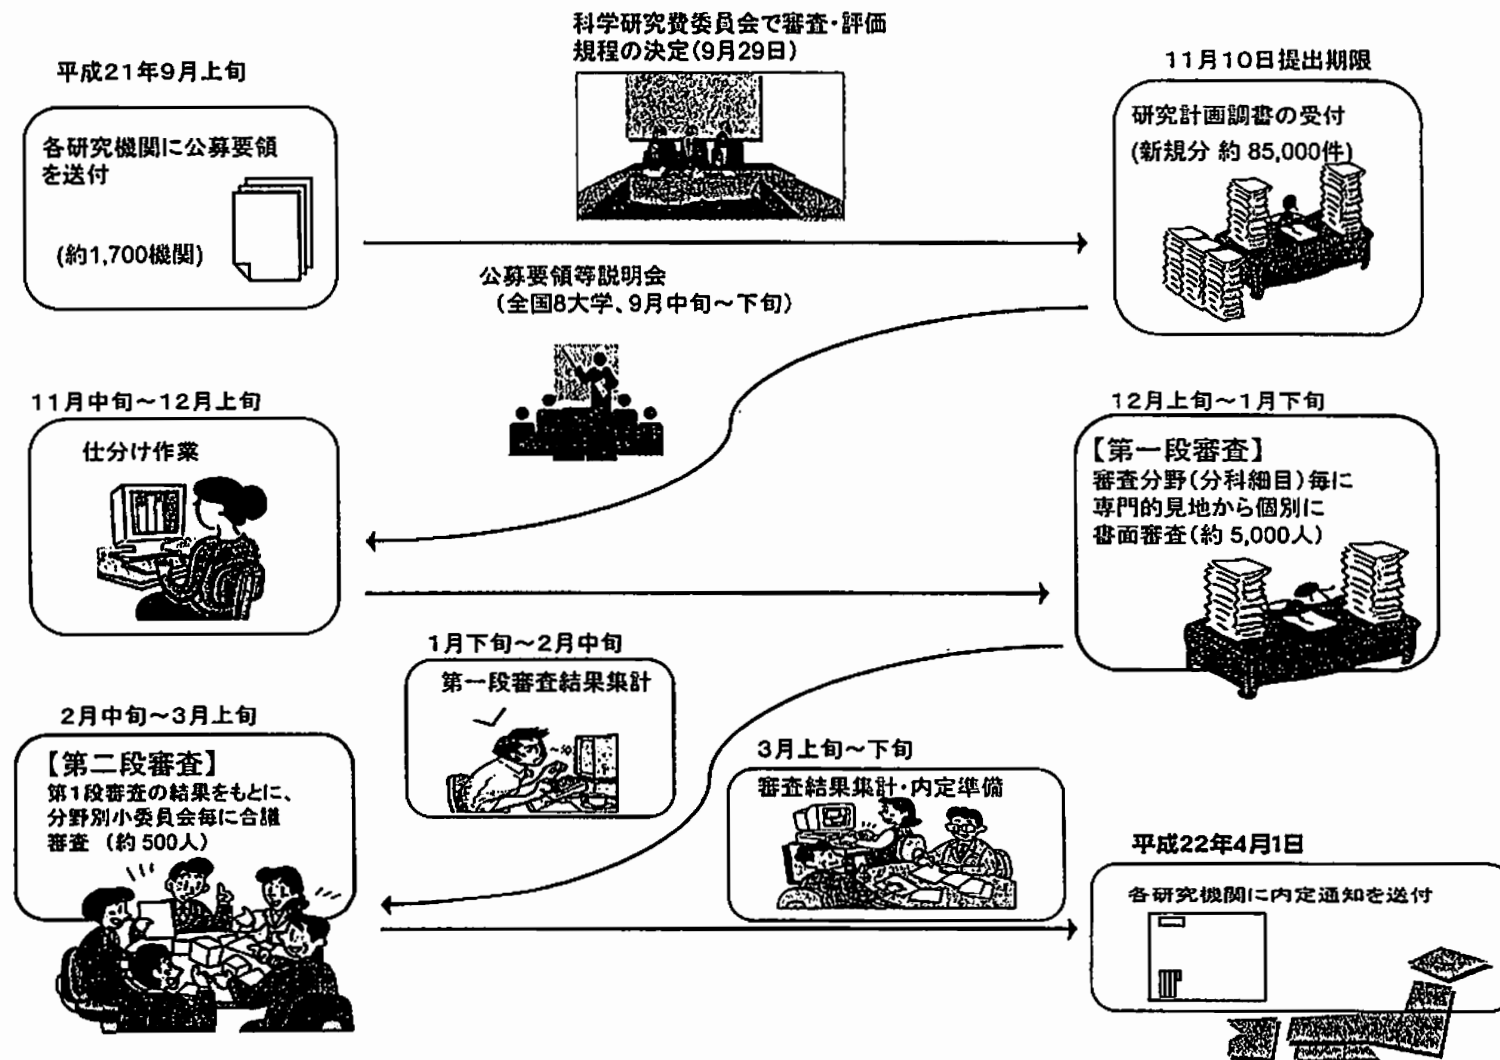 科学研究費委員会で審査・評価
規程の決定(9月29日)
平成21年9月上旬
各研究機関に公募要領
を送付
(約1,700機関)
11月10日提出期限
研究計画調書の受付
(新規分 約 85,000件)
公募要領等説明会
(全国8大学、9月中旬～下旬)
11月中旬～12月上旬
仕分け作業
12月上旬～1月下旬
【第一段審査】
審査分野(分科細目)毎に
専門的見地から個別に
書面審査(約 5,000人)
1月下旬～2月中旬
第一段審査結果集計
2月中旬～3月上旬
【第二段審査】
第1段審査の結果をもとに、
分野別小委員会毎に合議
審査 (約 500人)
3月上旬～下旬
審査結果集計・内定準備
平成22年4月1日
各研究機関に内定通知を送付